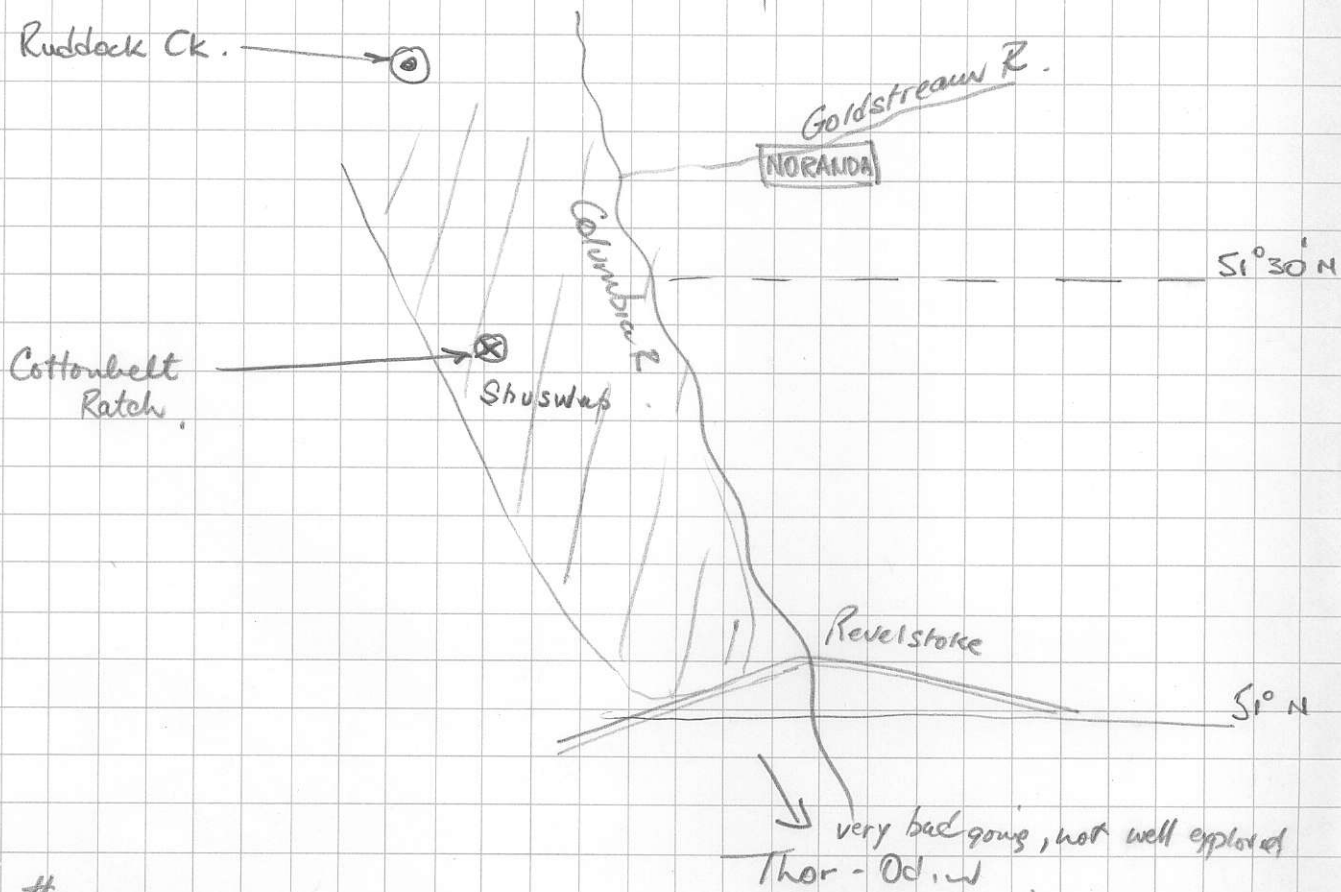 Ruddock Ck.
Goldstream R.
NORANDA
Columbia R
51°30' N
Cottonbelt
Ratch.
Shuswap
Revelstoke
51° N
very bad going, not well explored
Thor - Odin
#